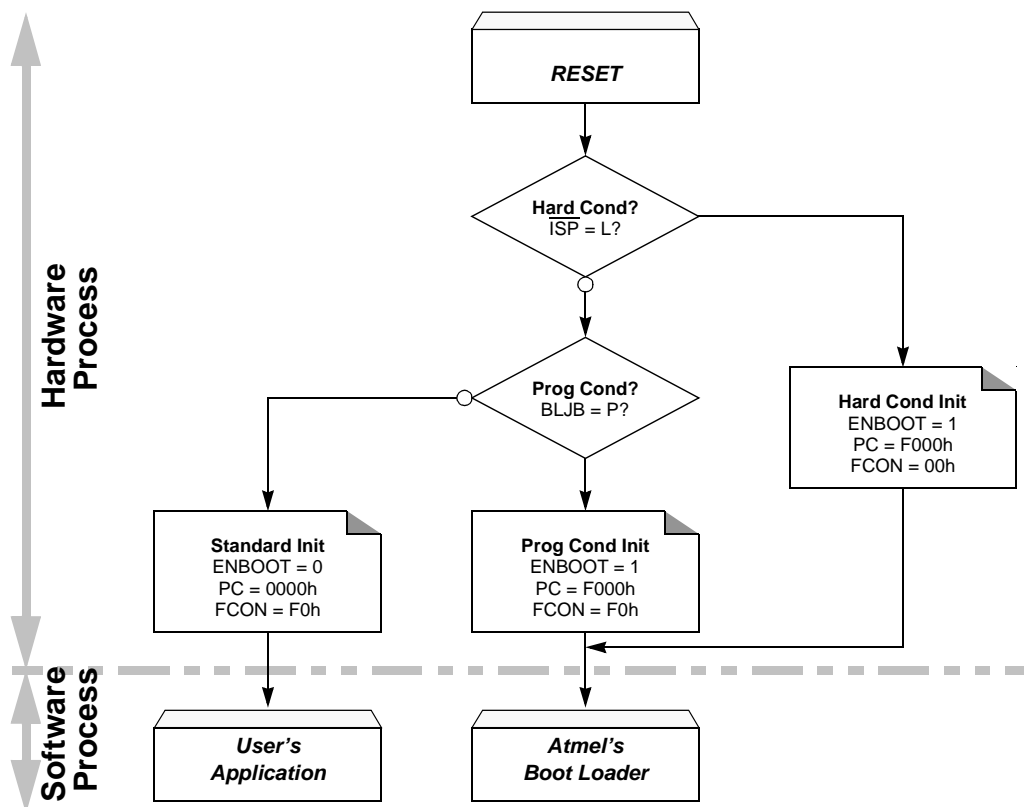 RESET
Hard Cond?
ISP = L?
Hardware
Process
Prog Cond?
BLJB = P?
Hard Cond Init
ENBOOT = 1
PC = F000h
FCON = 00h
Standard Init
ENBOOT = 0
PC = 0000h
FCON = F0h
Prog Cond Init
ENBOOT = 1
PC = F000h
FCON = F0h
Software
Process
User's
Application
Atmel's
Boot Loader